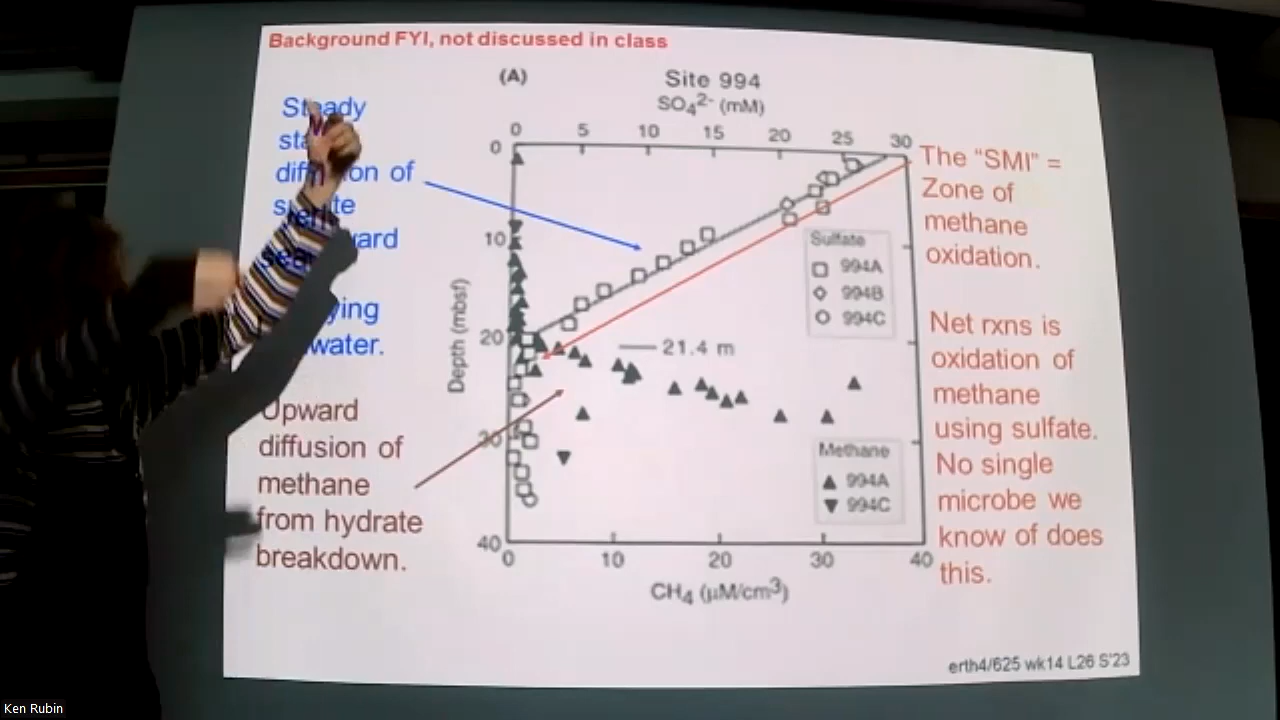 Background FYI, not discussed in class
(A)
Site 994
SO₄²⁻ (mM)
0 5 10 15 20 25 30
Steady
diffusion of
ying
water.
Upward
diffusion of
methane
from hydrate
breakdown.
Depth (mbsf)
0
10
20
30
40
21.4 m
Sulfate
994A
994B
994C
Methane
994A
994C
0 10 20 30 40
CH₄ (μM/cm³)
The "SMI" =
Zone of
methane
oxidation.
Net rxns is
oxidation of
methane
using sulfate.
No single
microbe we
know of does
this.
erth4/625 wk14 L26 S'23
Ken Rubin